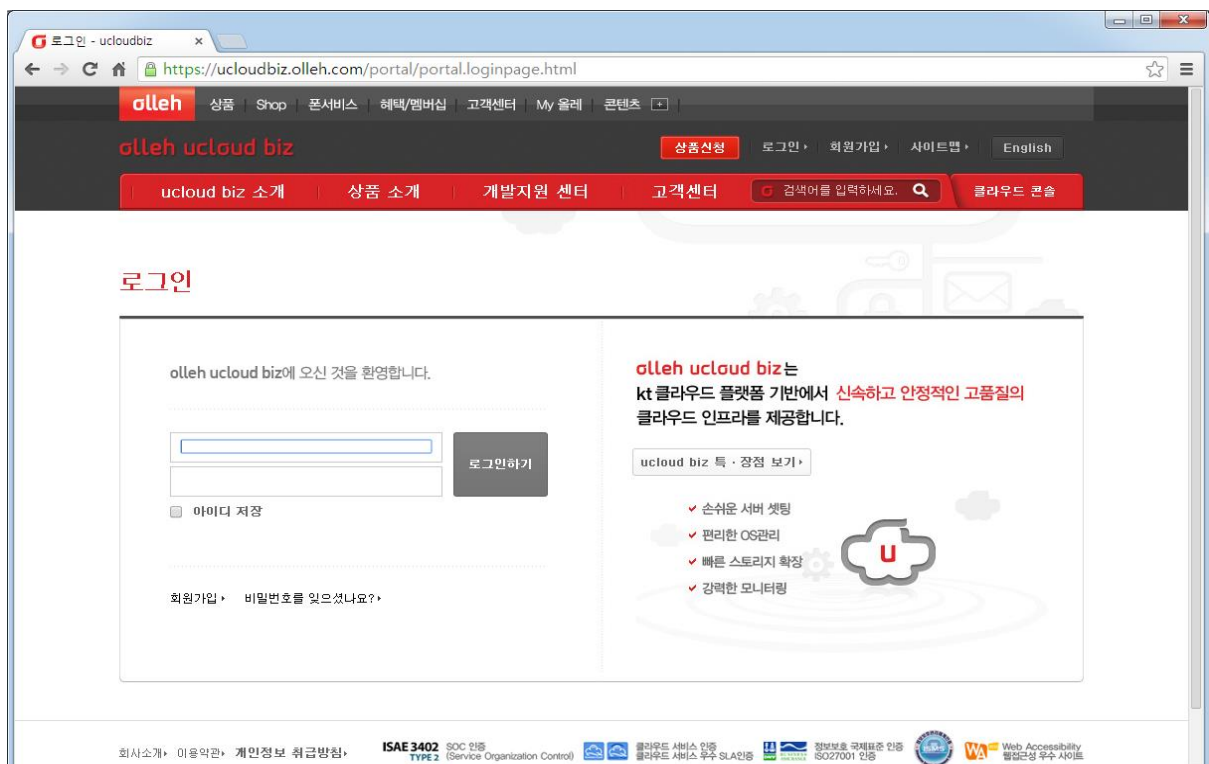 로그인 - ucloudbiz
https://ucloudbiz.olleh.com/portal/portal.loginpage.html
olleh 상품 Shop 폰서비스 혜택/멤버십 고객센터 My 올레 콘텐츠
olleh ucloud biz 상품신청 로그인 회원가입 사이트맵 English
ucloud biz 소개 상품 소개 개발지원 센터 고객센터 검색어를 입력하세요. 클라우드 콘솔
로그인
olleh ucloud biz에 오신 것을 환영합니다.
로그인하기
아이디 저장
회원가입 비밀번호를 잊으셨나요?
olleh ucloud biz는
kt 클라우드 플랫폼 기반에서 신속하고 안정적인 고품질의
클라우드 인프라를 제공합니다.
ucloud biz 특·장점 보기
손쉬운 서버 셋팅
편리한 OS관리
빠른 스토리지 확장
강력한 모니터링
u
회사소개 이용약관 개인정보 취급방침
ISAE 3402
TYPE 2
SOC 인증
(Service Organization Control)
클라우드 서비스 인증
클라우드 서비스 우수 SLA인증
정보보호 국제표준 인증
ISO27001 인증
WA
Web Accessibility
웹접근성 우수 사이트